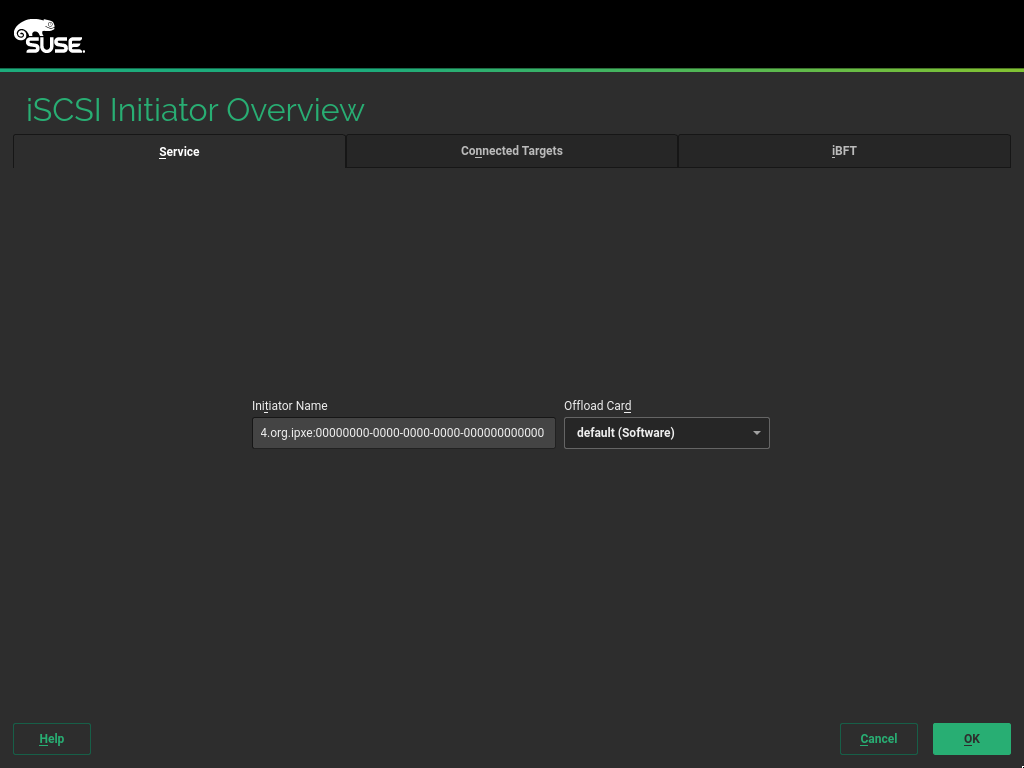 SUSE.
iSCSI Initiator Overview
Service
Connected Targets
iBFT
Initiator Name
Offload Card
4.org.ipxe:00000000-0000-0000-0000-000000000000
default (Software)
Help
Cancel
OK